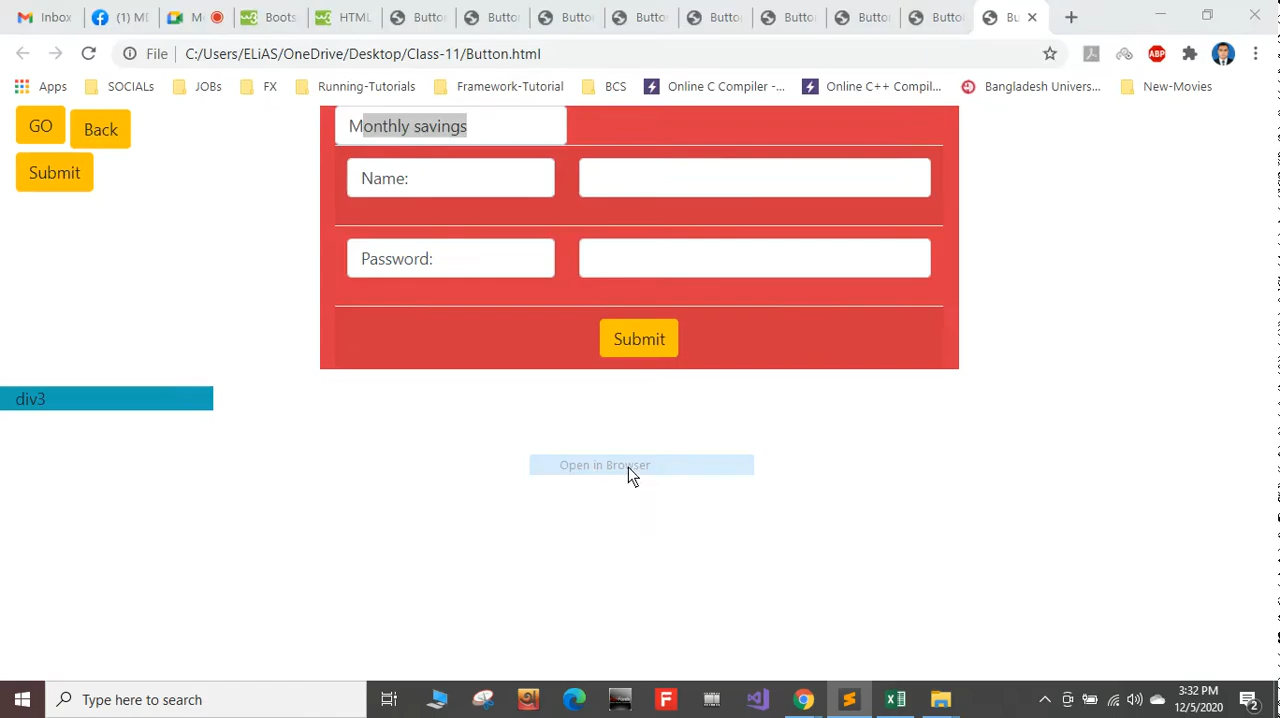 Inbox (1) MD M Boots HTML Butto Butto Butto Butto Butto Butto Butto Butto Bu
File C:/Users/ELiAS/OneDrive/Desktop/Class-11/Button.html
Apps SOCIALs JOBs FX Running-Tutorials Framework-Tutorial BCS Online C Compiler -... Online C++ Compil... Bangladesh Univers... New-Movies
GO Back
Submit
Monthly savings
Name:
Password:
Submit
div3
Open in Browser
Type here to search
3:32 PM
12/5/2020
2